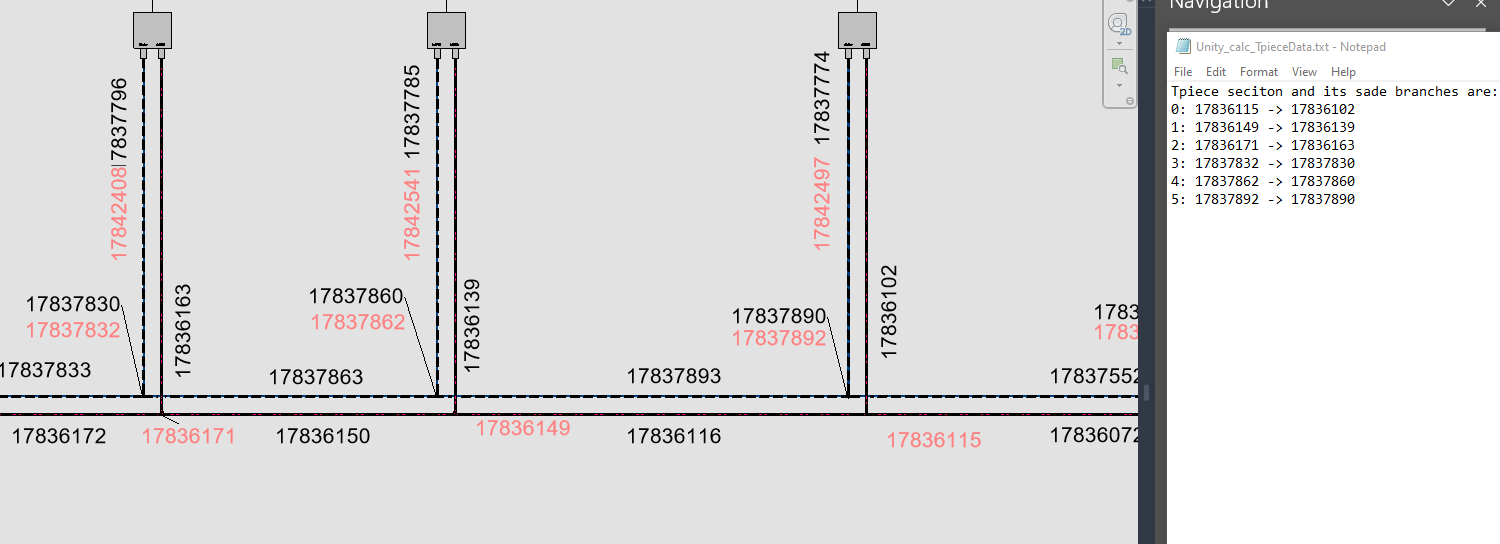 Navigation
2D
Unity_calc_TpieceData.txt - Notepad
File Edit Format View Help
Tpiece seciton and its sade branches are:
0: 17836115 -> 17836102
1: 17836149 -> 17836139
2: 17836171 -> 17836163
3: 17837832 -> 17837830
4: 17837862 -> 17837860
5: 17837892 -> 17837890
17837796
17842408
17837785
17842541
17837774
17842497
17837830
17837832
17836163
17837860
17837862
17836139
17837890
17837892
17836102
1783
1783
17837833
17837863
17837893
17837552
17836172
17836171
17836150
17836149
17836116
17836115
17836072